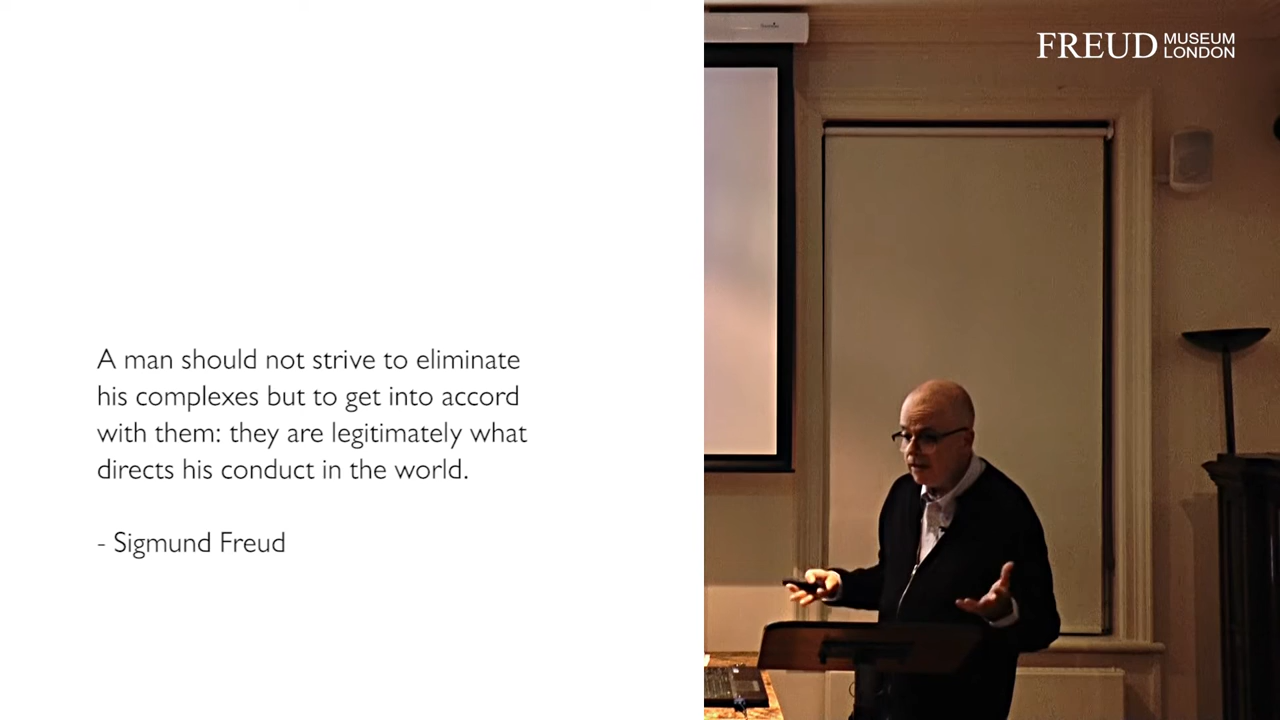 A man should not strive to eliminate
his complexes but to get into accord
with them: they are legitimately what
directs his conduct in the world.
- Sigmund Freud
FREUD MUSEUM
LONDON